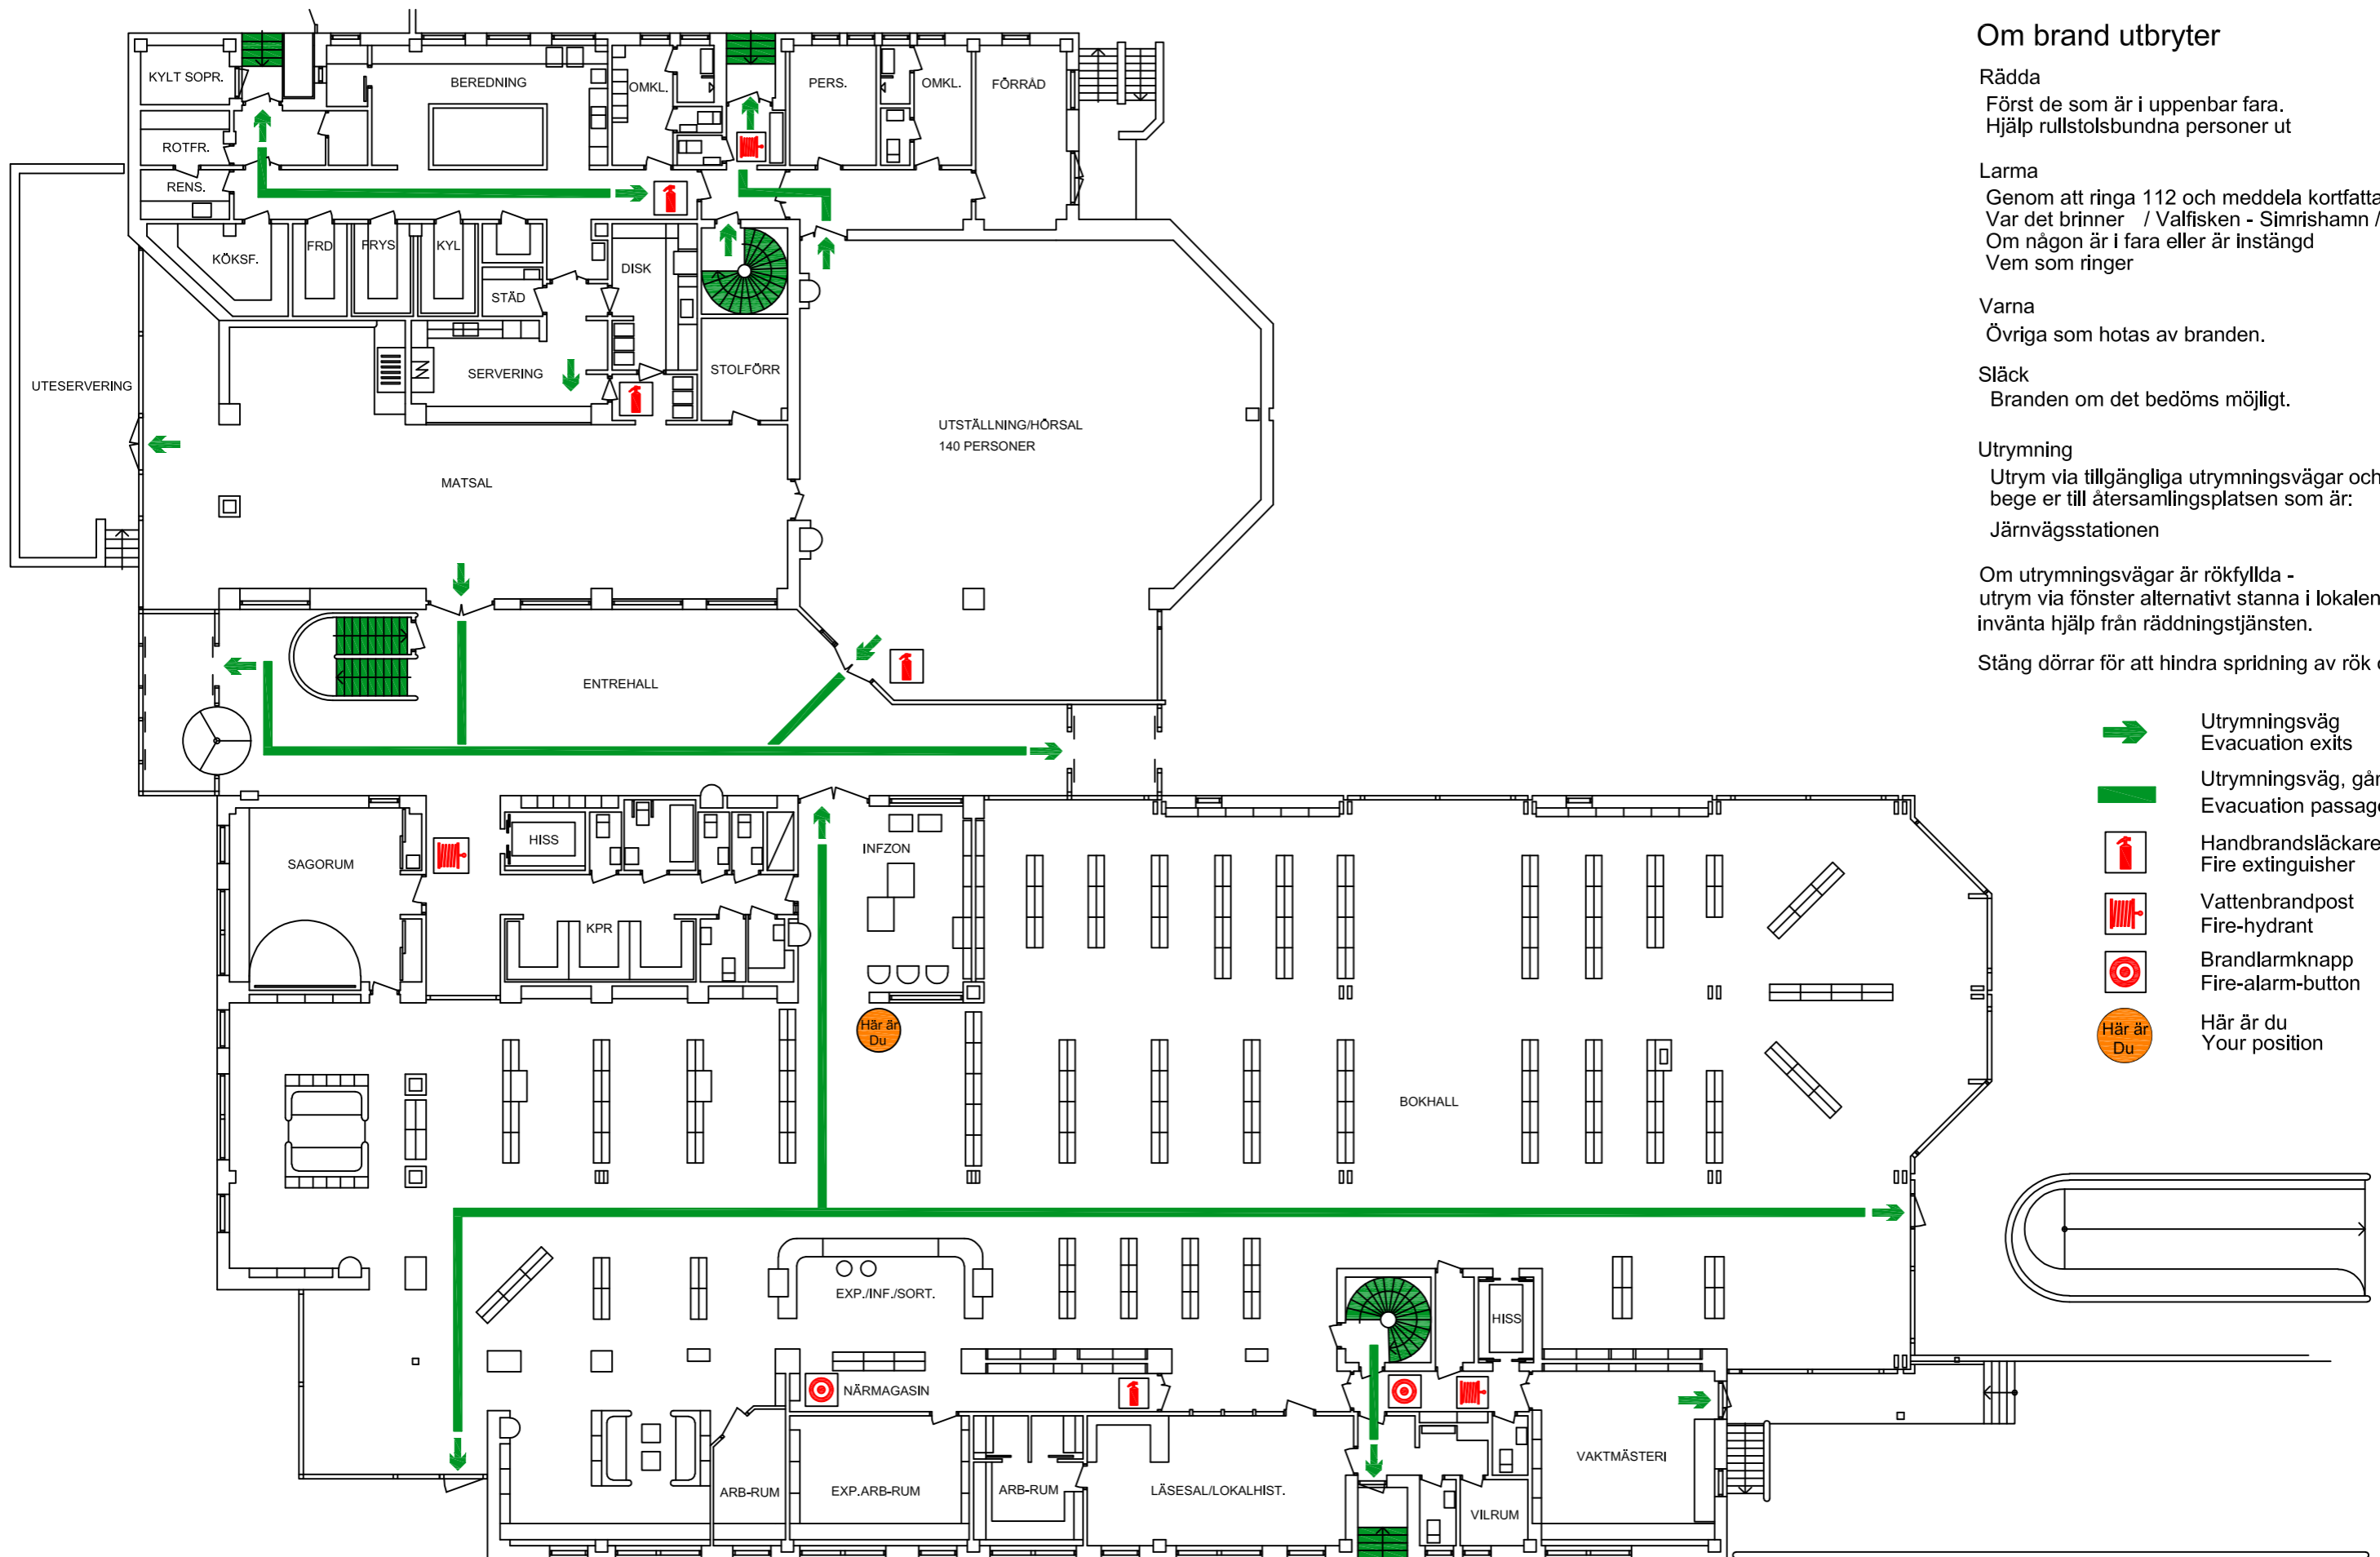 Om brand utbryter
Rädda
Först de som är i uppenbar fara.
Hjälp rullstolsbundna personer ut
Larma
Genom att ringa 112 och meddela kortfatta
Var det brinner / Valfisken - Simrishamn /
Om någon är i fara eller är instängd
Vem som ringer
Varna
Övriga som hotas av branden.
Släck
Branden om det bedöms möjligt.
Utrymning
Utrym via tillgängliga utrymningsvägar och
bege er till återsamlingsplatsen som är:
Järnvägsstationen
Om utrymningsvägar är rökfyllda -
utrym via fönster alternativt stanna i lokalen
invänta hjälp från räddningstjänsten.
Stäng dörrar för att hindra spridning av rök
Utrymningsväg
Evacuation exits
Utrymningsväg, gån
Evacuation passage
Handbrandsläckare
Fire extinguisher
Vattenbrandpost
Fire-hydrant
Brandlarmknapp
Fire-alarm-button
Här är
Du
Här är du
Your position
KYLT SOPR.
BEREDNING
OMKL.
PERS.
OMKL.
FÖRRÅD
ROTFR.
RENS.
KÖKSF.
FRD
FRYS
KYL
DISK
STÄD
SERVERING
STOLFÖRR
UTESERVERING
UTSTÄLLNING/HÖRSAL
140 PERSONER
MATSAL
ENTREHALL
SAGORUM
HISS
INFZON
KPR
Här är
Du
BOKHALL
EXP./INF./SORT.
HISS
NÄRMAGASIN
ARB-RUM
EXP.ARB-RUM
ARB-RUM
LÄSESAL/LOKALHIST.
VILRUM
VAKTMÄSTERI